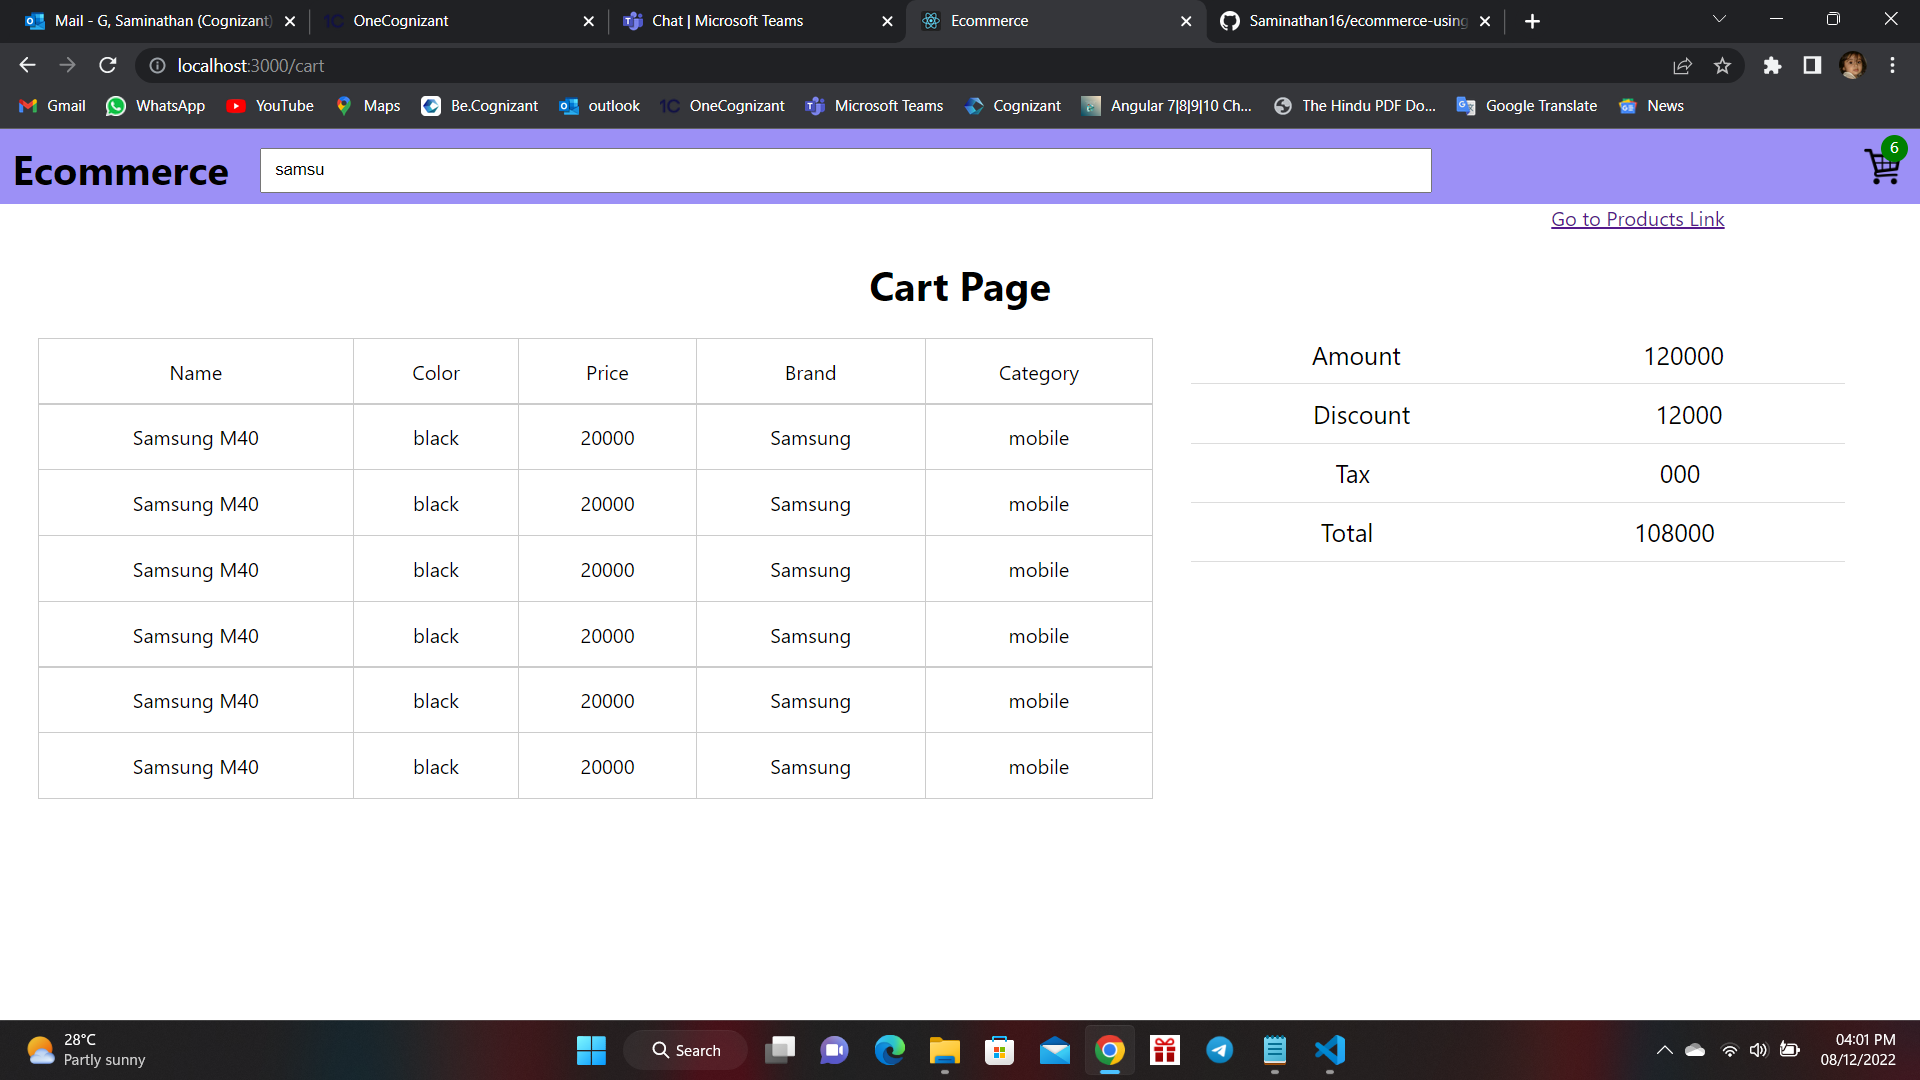 Mail - G, Saminathan (Cognizant)
1C OneCognizant
Chat | Microsoft Teams
Ecommerce
Saminathan16/ecommerce-using
localhost:3000/cart
Gmail WhatsApp YouTube Maps Be.Cognizant outlook 1C OneCognizant Microsoft Teams Cognizant Angular 7|8|9|10 Ch... The Hindu PDF Do... Google Translate News
Ecommerce samsu 6
Go to Products Link
Cart Page
Name Color Price Brand Category
Samsung M40 black 20000 Samsung mobile
Samsung M40 black 20000 Samsung mobile
Samsung M40 black 20000 Samsung mobile
Samsung M40 black 20000 Samsung mobile
Samsung M40 black 20000 Samsung mobile
Samsung M40 black 20000 Samsung mobile
Amount 120000
Discount 12000
Tax 000
Total 108000
28°C
Partly sunny
Search
04:01 PM
08/12/2022